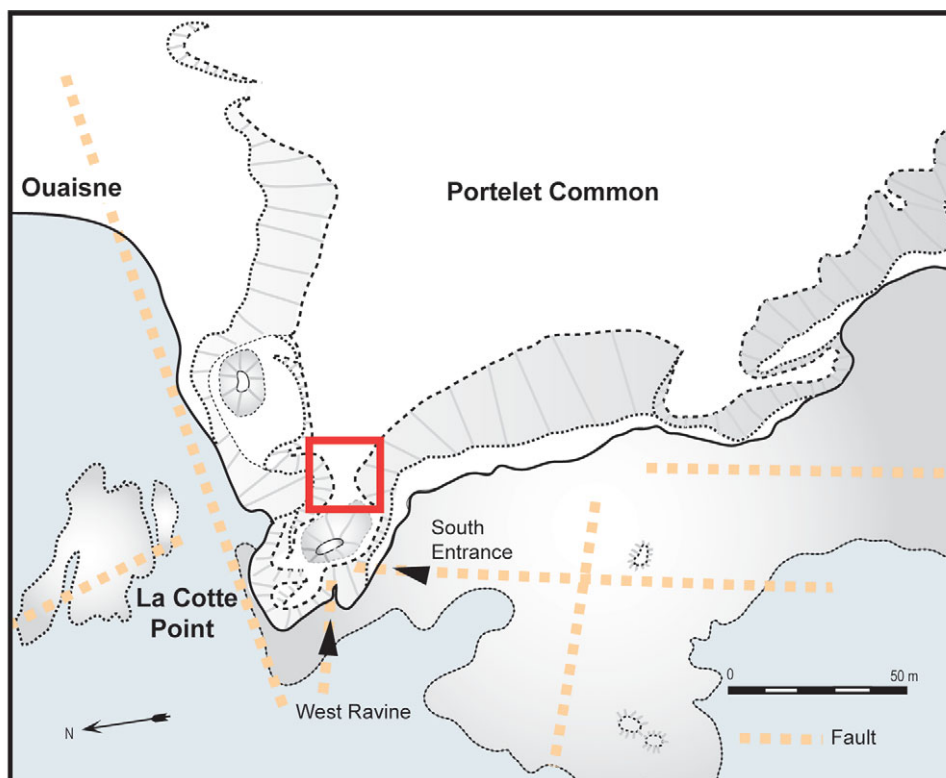 Ouaisne
Portelet Common
South
Entrance
La Cotte
Point
West Ravine
N
0
50 m
Fault